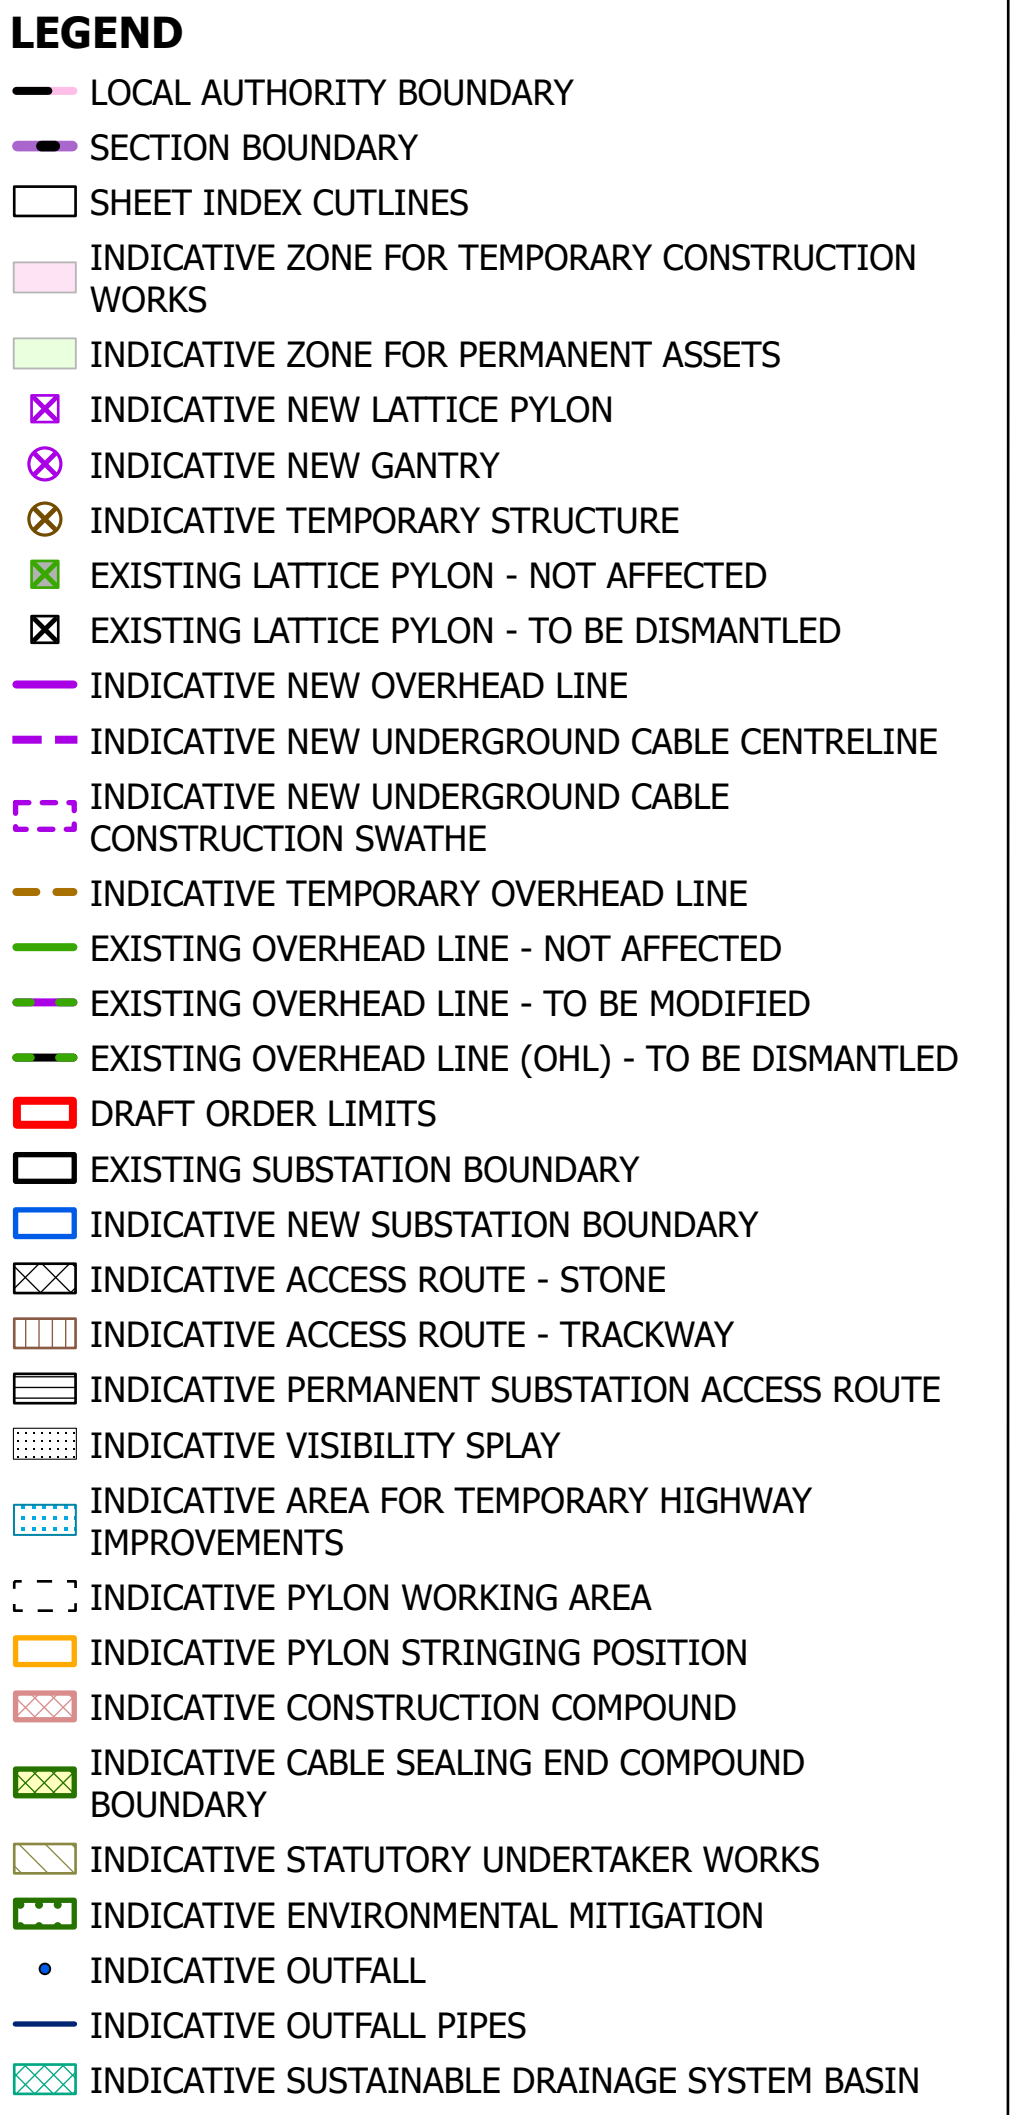 LEGEND
LOCAL AUTHORITY BOUNDARY
SECTION BOUNDARY
SHEET INDEX CUTLINES
INDICATIVE ZONE FOR TEMPORARY CONSTRUCTION
WORKS
INDICATIVE ZONE FOR PERMANENT ASSETS
INDICATIVE NEW LATTICE PYLON
INDICATIVE NEW GANTRY
INDICATIVE TEMPORARY STRUCTURE
EXISTING LATTICE PYLON - NOT AFFECTED
EXISTING LATTICE PYLON - TO BE DISMANTLED
INDICATIVE NEW OVERHEAD LINE
INDICATIVE NEW UNDERGROUND CABLE CENTRELINE
INDICATIVE NEW UNDERGROUND CABLE
CONSTRUCTION SWATHE
INDICATIVE TEMPORARY OVERHEAD LINE
EXISTING OVERHEAD LINE - NOT AFFECTED
EXISTING OVERHEAD LINE - TO BE MODIFIED
EXISTING OVERHEAD LINE (OHL) - TO BE DISMANTLED
DRAFT ORDER LIMITS
EXISTING SUBSTATION BOUNDARY
INDICATIVE NEW SUBSTATION BOUNDARY
INDICATIVE ACCESS ROUTE - STONE
INDICATIVE ACCESS ROUTE - TRACKWAY
INDICATIVE PERMANENT SUBSTATION ACCESS ROUTE
INDICATIVE VISIBILITY SPLAY
INDICATIVE AREA FOR TEMPORARY HIGHWAY
IMPROVEMENTS
INDICATIVE PYLON WORKING AREA
INDICATIVE PYLON STRINGING POSITION
INDICATIVE CONSTRUCTION COMPOUND
INDICATIVE CABLE SEALING END COMPOUND
BOUNDARY
INDICATIVE STATUTORY UNDERTAKER WORKS
INDICATIVE ENVIRONMENTAL MITIGATION
INDICATIVE OUTFALL
INDICATIVE OUTFALL PIPES
INDICATIVE SUSTAINABLE DRAINAGE SYSTEM BASIN